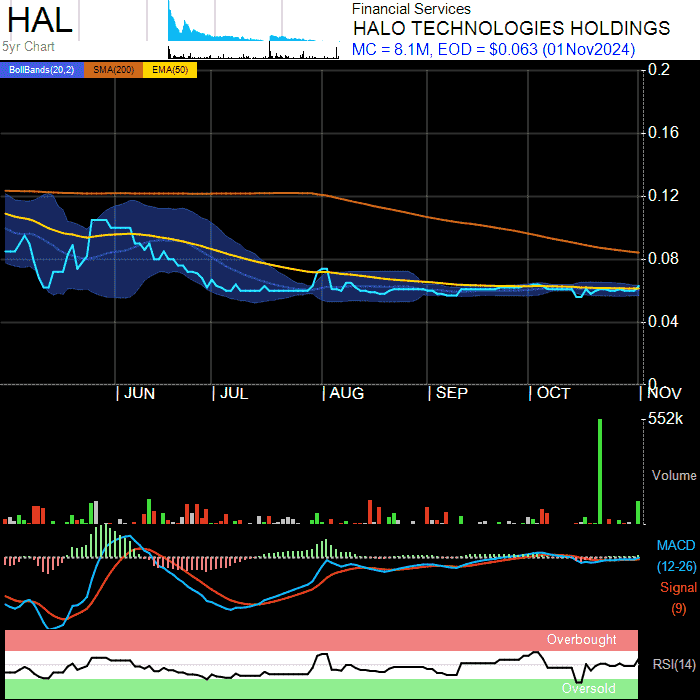 HAL
5yr Chart
Financial Services
HALO TECHNOLOGIES HOLDINGS
MC = 8.1M, EOD = $0.063 (01Nov2024)
BollBands(20,2) SMA(200) EMA(50)
0.2
0.16
0.12
0.08
0.04
0
| JUN | JUL | AUG | SEP | OCT | NOV
552k
Volume
MACD
(12-26)
Signal
(9)
Overbought
RSI(14)
Oversold